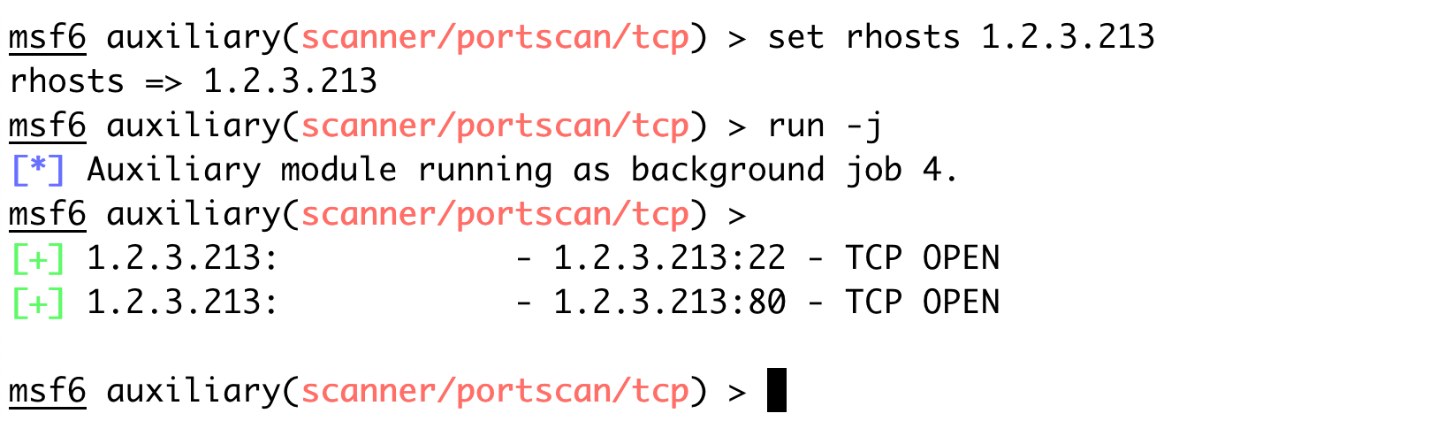 msf6 auxiliary(scanner/portscan/tcp) > set rhosts 1.2.3.213
rhosts => 1.2.3.213
msf6 auxiliary(scanner/portscan/tcp) > run -j
[*] Auxiliary module running as background job 4.
msf6 auxiliary(scanner/portscan/tcp) >
[+] 1.2.3.213:            - 1.2.3.213:22 - TCP OPEN
[+] 1.2.3.213:            - 1.2.3.213:80 - TCP OPEN
msf6 auxiliary(scanner/portscan/tcp) >